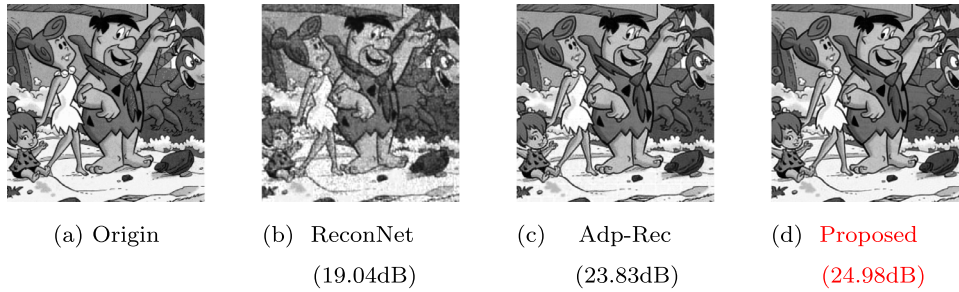 (a) Origin
(b) ReconNet
(19.04dB)
(c) Adp-Rec
(23.83dB)
(d) Proposed
(24.98dB)